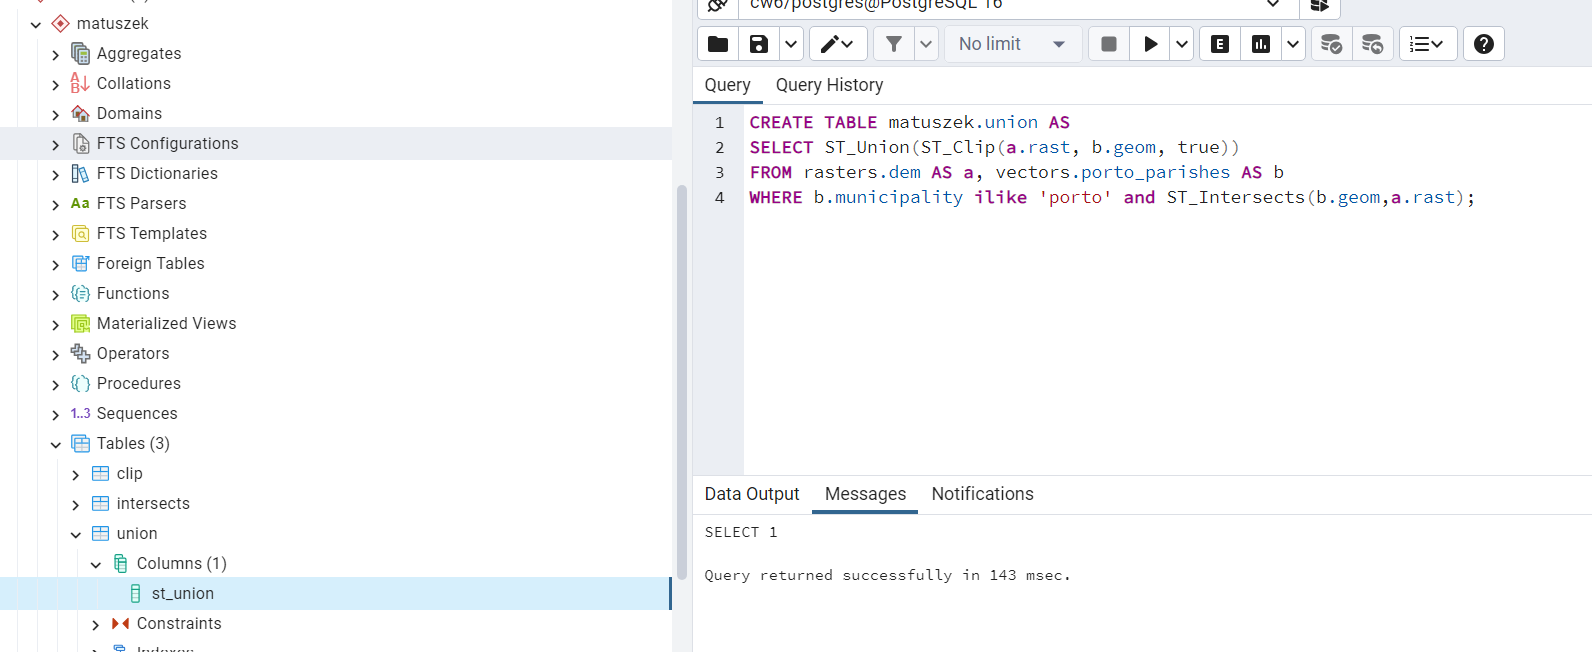 matuszek
Aggregates
Collations
Domains
FTS Configurations
FTS Dictionaries
Aa FTS Parsers
FTS Templates
Foreign Tables
Functions
Materialized Views
Operators
Procedures
1..3 Sequences
Tables (3)
clip
intersects
union
Columns (1)
st_union
Constraints
Indexes
cw6/postgres@PostgreSQL 16
No limit
E
Query Query History
1 CREATE TABLE matuszek.union AS
2 SELECT ST_Union(ST_Clip(a.rast, b.geom, true))
3 FROM rasters.dem AS a, vectors.porto_parishes AS b
4 WHERE b.municipality ilike 'porto' and ST_Intersects(b.geom,a.rast);
Data Output Messages Notifications
SELECT 1
Query returned successfully in 143 msec.